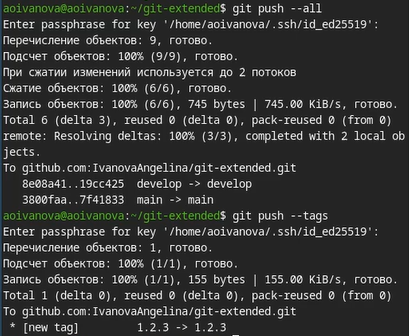 aoivanova@aoivanova:~/git-extended$ git push --all
Enter passphrase for key '/home/aoivanova/.ssh/id_ed25519':
Перечисление объектов: 9, готово.
Подсчет объектов: 100% (9/9), готово.
При сжатии изменений используется до 2 потоков
Сжатие объектов: 100% (6/6), готово.
Запись объектов: 100% (6/6), 745 bytes | 745.00 KiB/s, готово.
Total 6 (delta 3), reused 0 (delta 0), pack-reused 0 (from 0)
remote: Resolving deltas: 100% (3/3), completed with 2 local ob
jects.
To github.com:IvanovaAngelina/git-extended.git
   8e08a41..19cc425  develop -> develop
   3800faa..7f41833  main -> main
aoivanova@aoivanova:~/git-extended$ git push --tags
Enter passphrase for key '/home/aoivanova/.ssh/id_ed25519':
Перечисление объектов: 1, готово.
Подсчет объектов: 100% (1/1), готово.
Запись объектов: 100% (1/1), 155 bytes | 155.00 KiB/s, готово.
Total 1 (delta 0), reused 0 (delta 0), pack-reused 0 (from 0)
To github.com:IvanovaAngelina/git-extended.git
 * [new tag]         1.2.3 -> 1.2.3